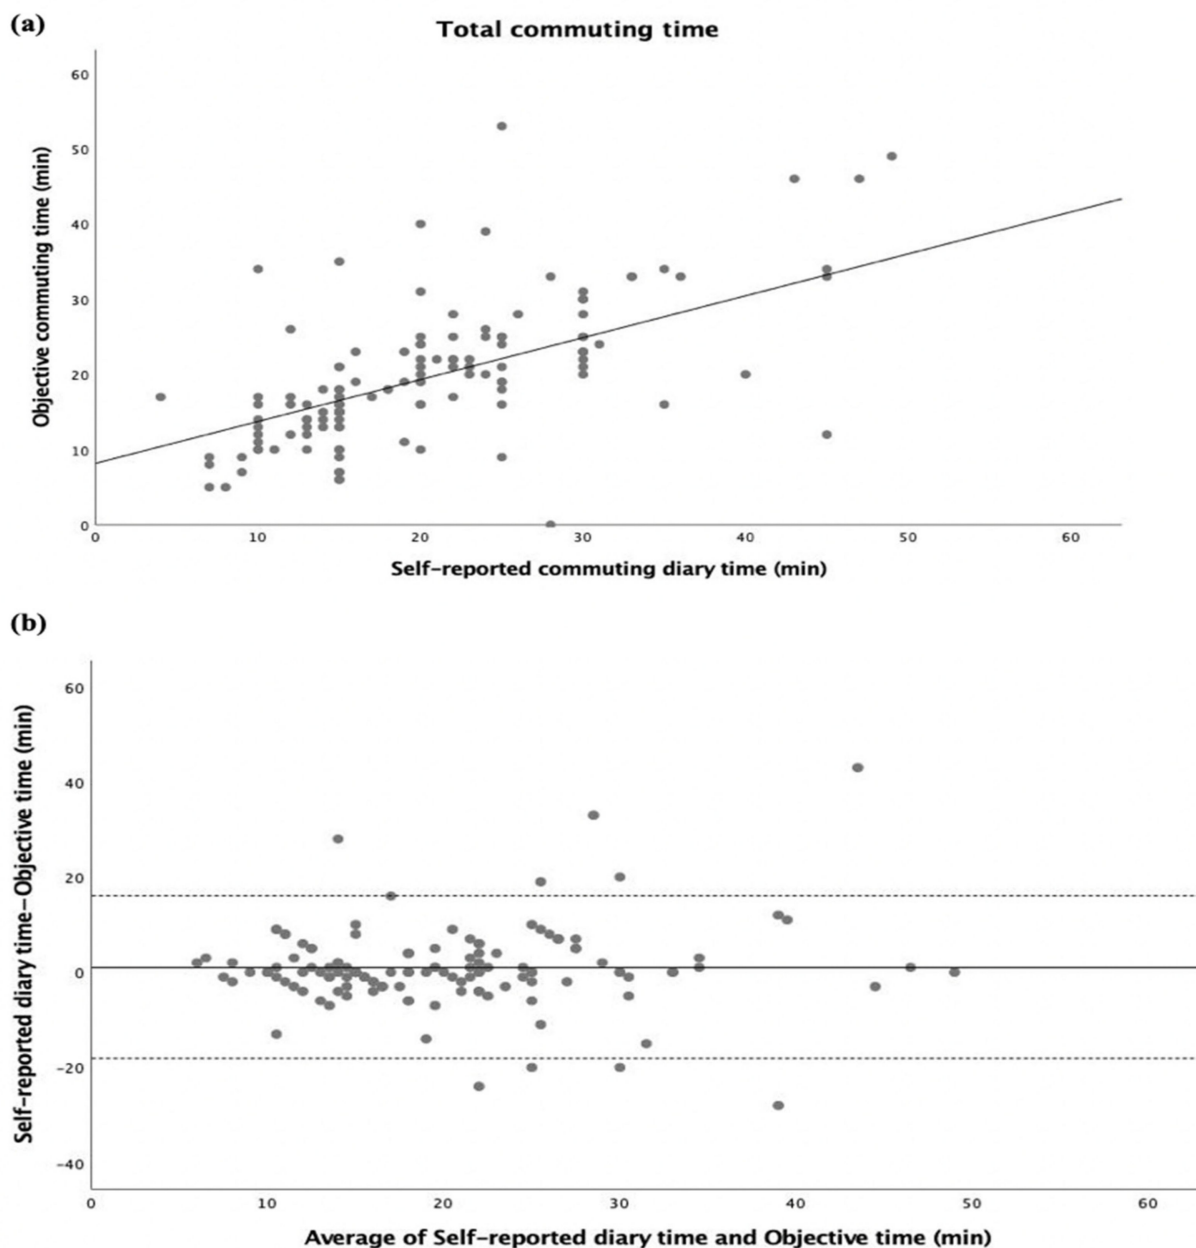 (a)
Total commuting time
60
50
40
30
20
10
0
Objective commuting time (min)
0 10 20 30 40 50 60
Self-reported commuting diary time (min)
(b)
60
40
20
0
-20
-40
Self-reported diary time-Objective time (min)
0 10 20 30 40 50 60
Average of Self-reported diary time and Objective time (min)